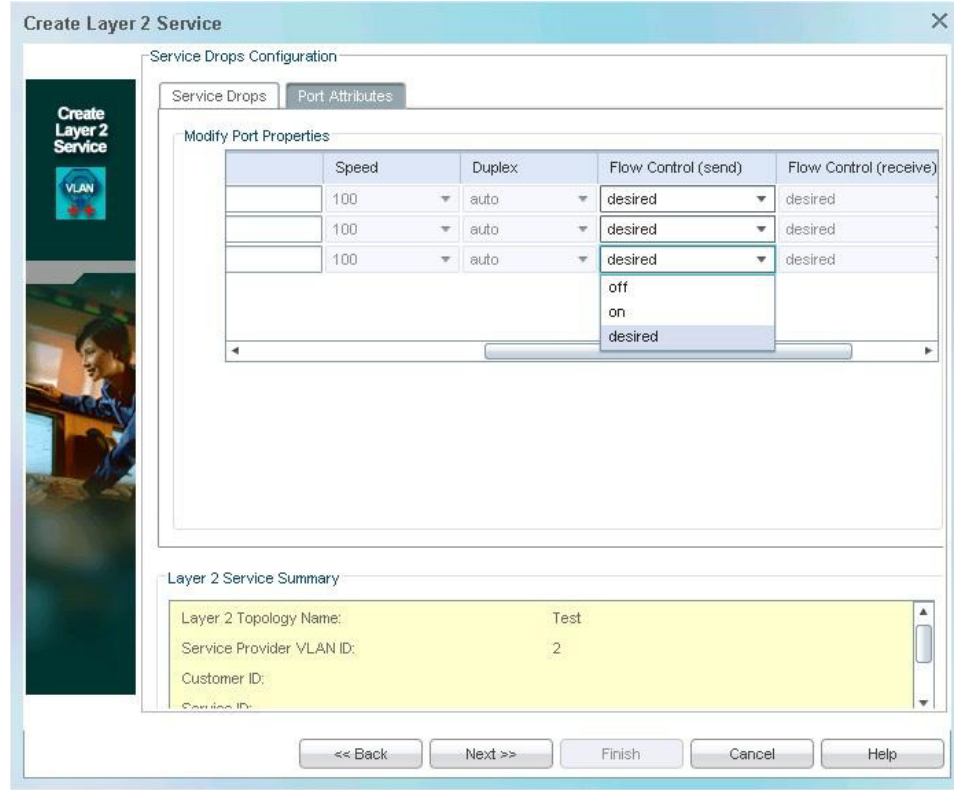 Create Layer 2 Service
Service Drops Configuration
Create
Layer 2
Service
VLAN
Service Drops Port Attributes
Modify Port Properties
Speed Duplex Flow Control (send) Flow Control (receive)
100 auto desired desired
100 auto desired desired
100 auto desired desired
off
on
desired
Layer 2 Service Summary
Layer 2 Topology Name: Test
Service Provider VLAN ID: 2
Customer ID:
Service ID:
<< Back Next >> Finish Cancel Help